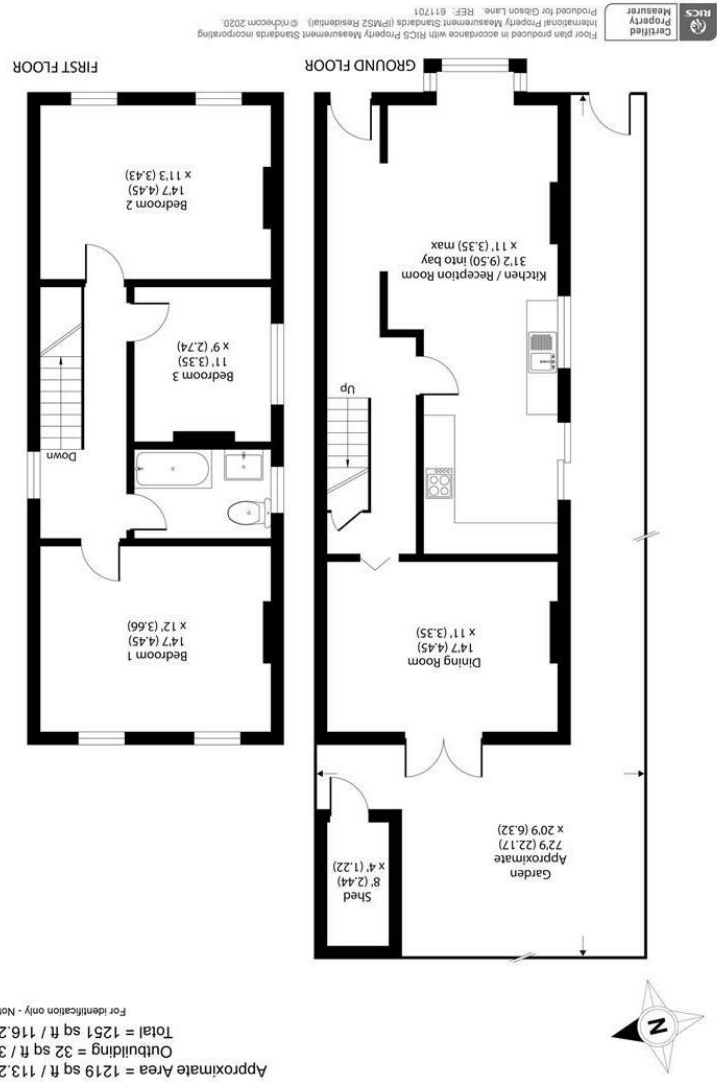 Approximate Area = 1219 sq ft / 113.2
Outbuilding = 32 sq ft / 3
Total = 1251 sq ft / 116.2
For identification only - Not
N
Garden
Approximate
72'9 (22.17)
x 20'9 (6.32)
Shed
8' (2.44)
x 4' (1.22)
Dining Room
14'7 (4.45)
x 11' (3.35)
Up
Kitchen / Reception Room
31'2 (9.50) into bay
x 11' (3.35) max
GROUND FLOOR
Bedroom 1
14'7 (4.45)
x 12' (3.66)
Down
Bedroom 3
11' (3.35)
x 9' (2.74)
Bedroom 2
14'7 (4.45)
x 11'3 (3.43)
FIRST FLOOR
RICS
Certified
Property
Measurer
Floor plan produced in accordance with RICS Property Measurement Standards incorporating
International Property Measurement Standards (IPMS2 Residential). ©nichecom 2020.
Produced for Gibson Lane. REF: 611701